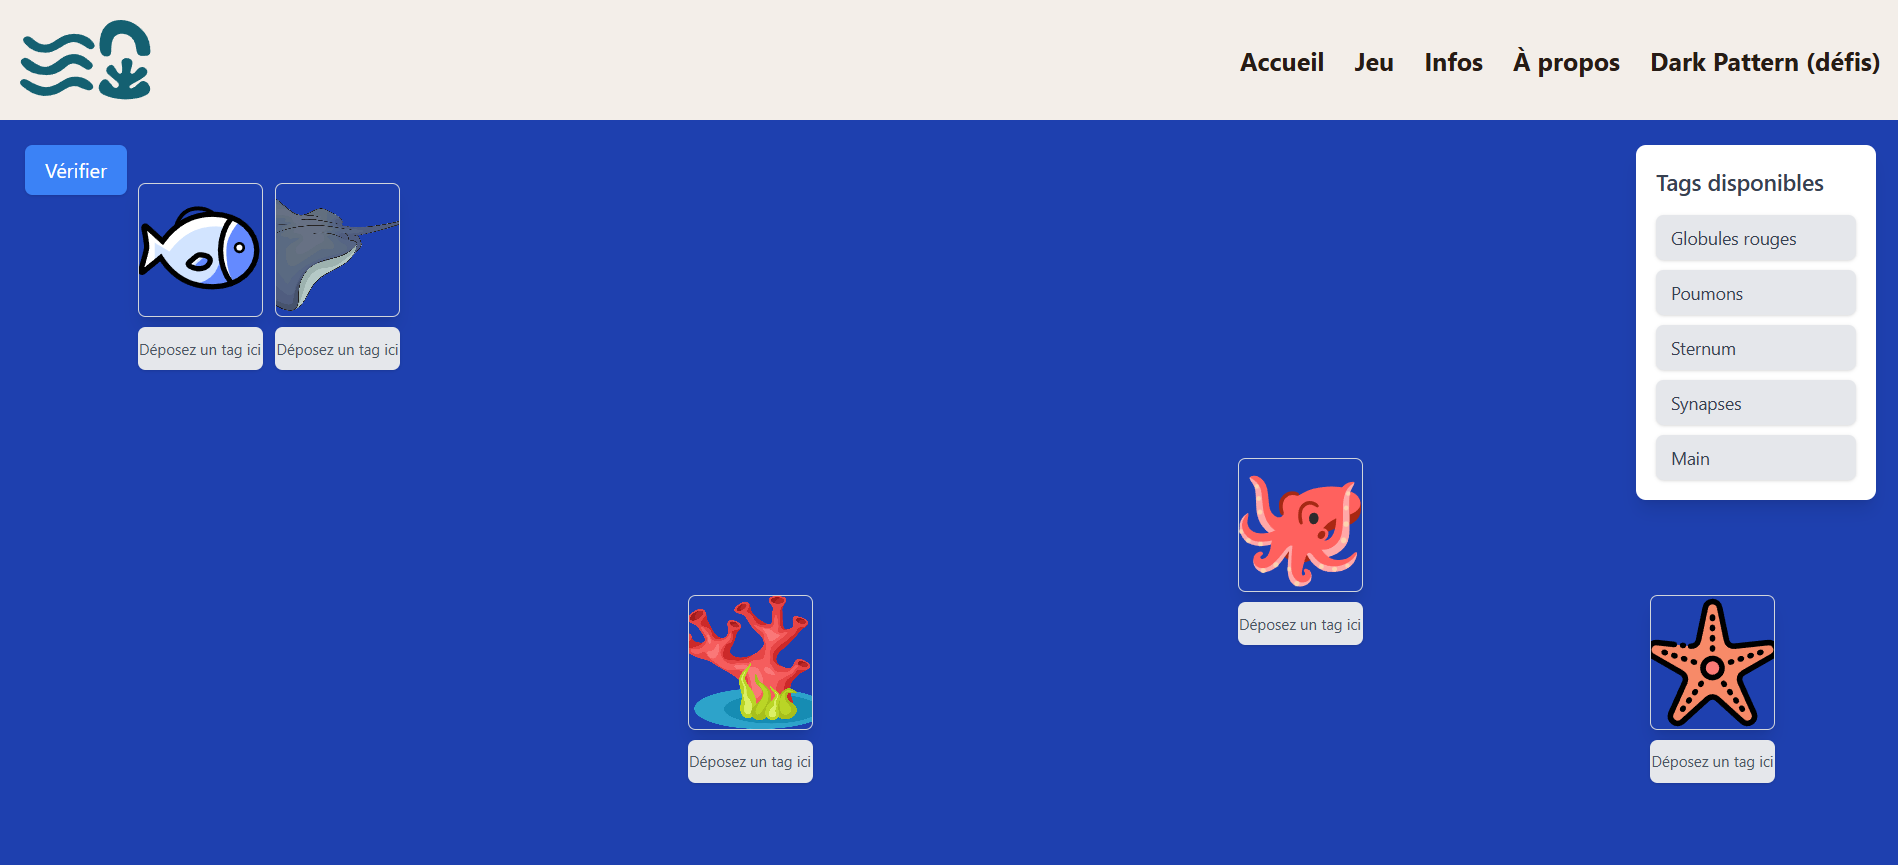 Accueil Jeu Infos À propos Dark Pattern (défis)
Vérifier
Déposez un tag ici
Déposez un tag ici
Déposez un tag ici
Déposez un tag ici
Déposez un tag ici
Tags disponibles
Globules rouges
Poumons
Sternum
Synapses
Main